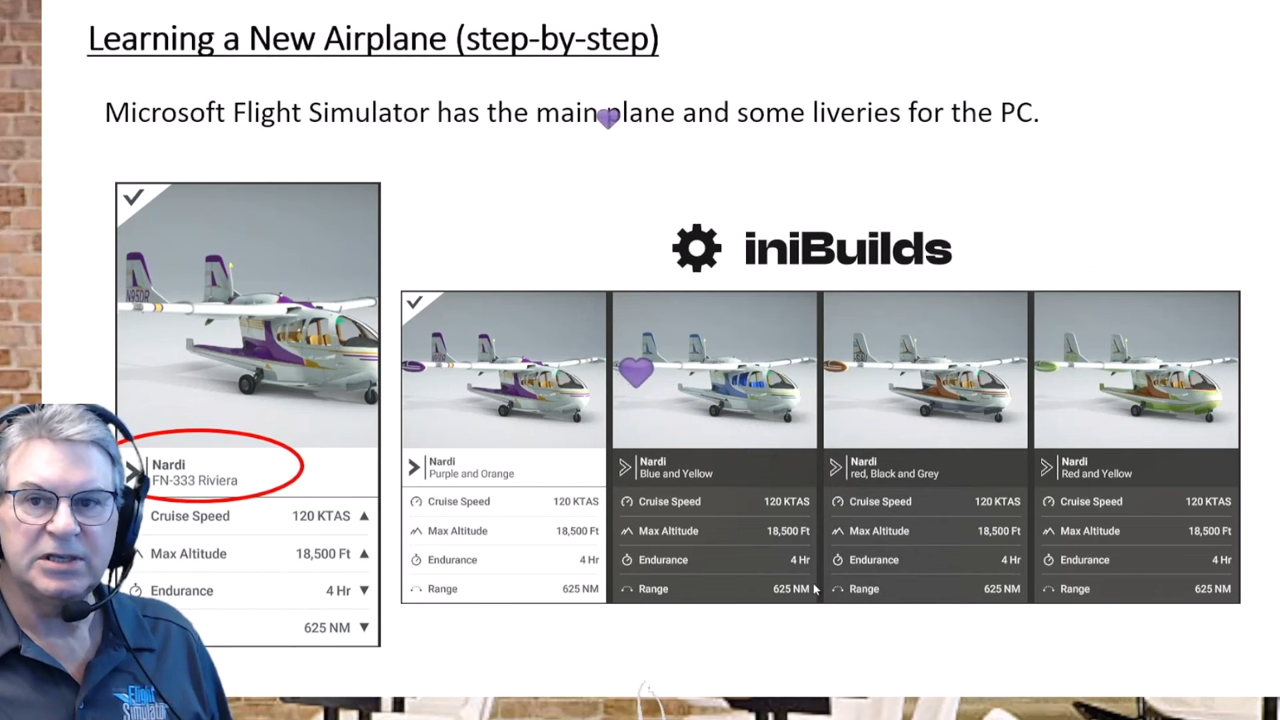 Learning a New Airplane (step-by-step)
Microsoft Flight Simulator has the main plane and some liveries for the PC.
iniBuilds
N95DR
Nardi
FN-333 Riviera
Cruise Speed 120 KTAS
Max Altitude 18,500 Ft
Endurance 4 Hr
625 NM
Nardi
Purple and Orange
Cruise Speed 120 KTAS
Max Altitude 18,500 Ft
Endurance 4 Hr
Range 625 NM
Nardi
Blue and Yellow
Cruise Speed 120 KTAS
Max Altitude 18,500 Ft
Endurance 4 Hr
Range 625 NM
Nardi
red, Black and Grey
Cruise Speed 120 KTAS
Max Altitude 18,500 Ft
Endurance 4 Hr
Range 625 NM
Nardi
Red and Yellow
Cruise Speed 120 KTAS
Max Altitude 18,500 Ft
Endurance 4 Hr
Range 625 NM
Flight
Simulator